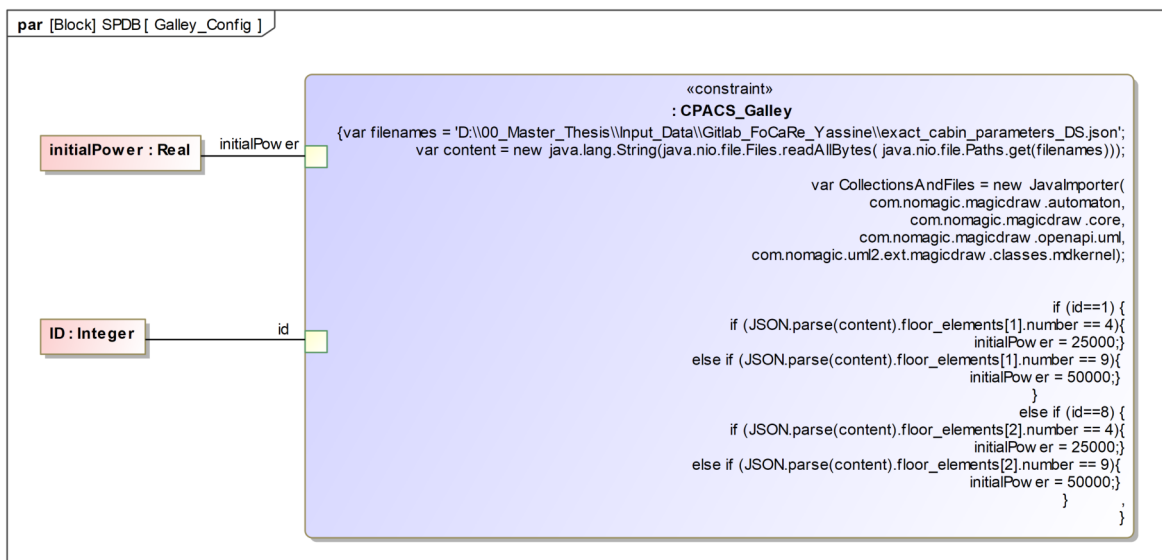 par [Block] SPDB [ Galley_Config ]
«constraint»
: CPACS_Galley
{var filenames = 'D:\\00_Master_Thesis\\Input_Data\\Gitlab_FoCaRe_Yassine\\exact_cabin_parameters_DS.json';
var content = new java.lang.String(java.nio.file.Files.readAllBytes( java.nio.file.Paths.get(filenames)));
initialPower : Real
initialPower
var CollectionsAndFiles = new JavaImporter(
com.nomagic.magicdraw.automaton,
com.nomagic.magicdraw.core,
com.nomagic.magicdraw.openapi.uml,
com.nomagic.uml2.ext.magicdraw.classes.mdkernel);
ID : Integer
id
if (id==1) {
if (JSON.parse(content).floor_elements[1].number == 4){
initialPower = 25000;}
else if (JSON.parse(content).floor_elements[1].number == 9){
initialPower = 50000;}
}
else if (id==8) {
if (JSON.parse(content).floor_elements[2].number == 4){
initialPower = 25000;}
else if (JSON.parse(content).floor_elements[2].number == 9){
initialPower = 50000;}
} ,
}